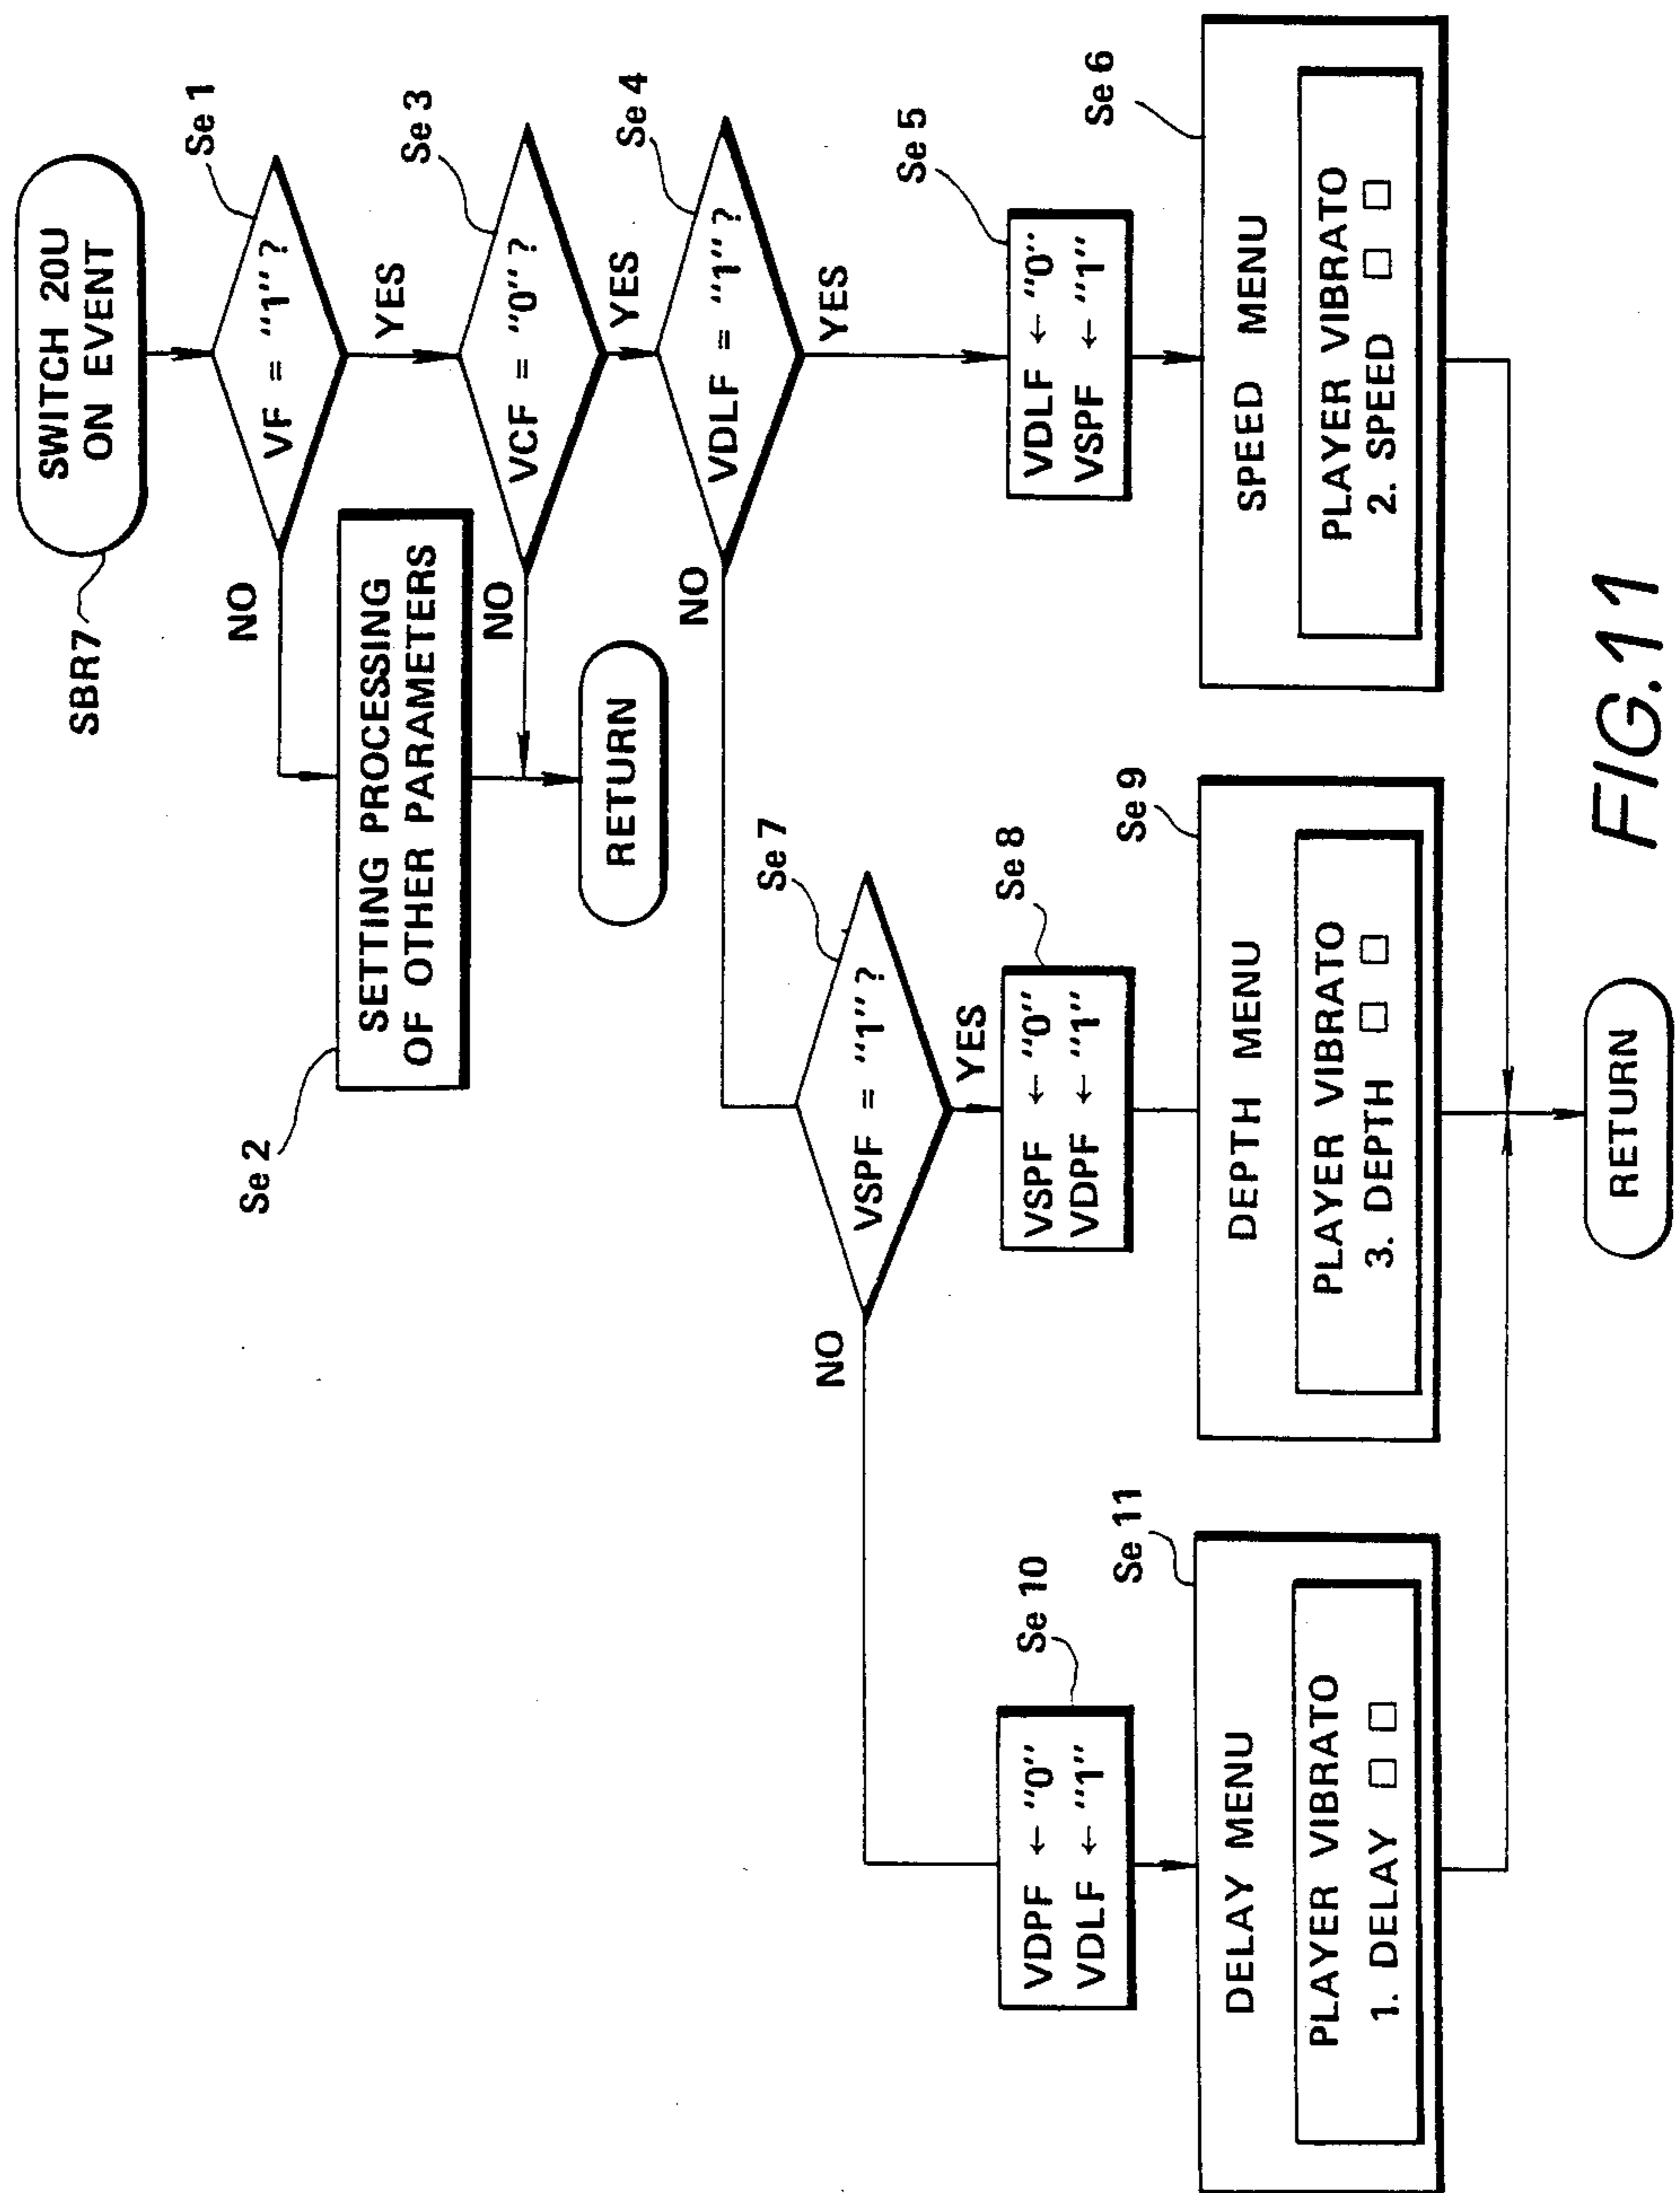 SWITCH 20U
ON EVENT
SBR7
Se 1
VF = "1" ?
NO
YES
Se 2
SETTING PROCESSING
OF OTHER PARAMETERS
Se 3
VCF = "0" ?
NO
YES
RETURN
Se 4
VDLF = "1" ?
NO
YES
Se 7
VSPF = "1" ?
NO
YES
Se 10
VDPF ← "0"
VDLF ← "1"
Se 8
VSPF ← "0"
VDPF ← "1"
Se 5
VDLF ← "0"
VSPF ← "1"
Se 11
DELAY MENU
PLAYER VIBRATO
1. DELAY □ □
Se 9
DEPTH MENU
PLAYER VIBRATO
3. DEPTH □ □
Se 6
SPEED MENU
PLAYER VIBRATO
2. SPEED □ □
RETURN
FIG.11